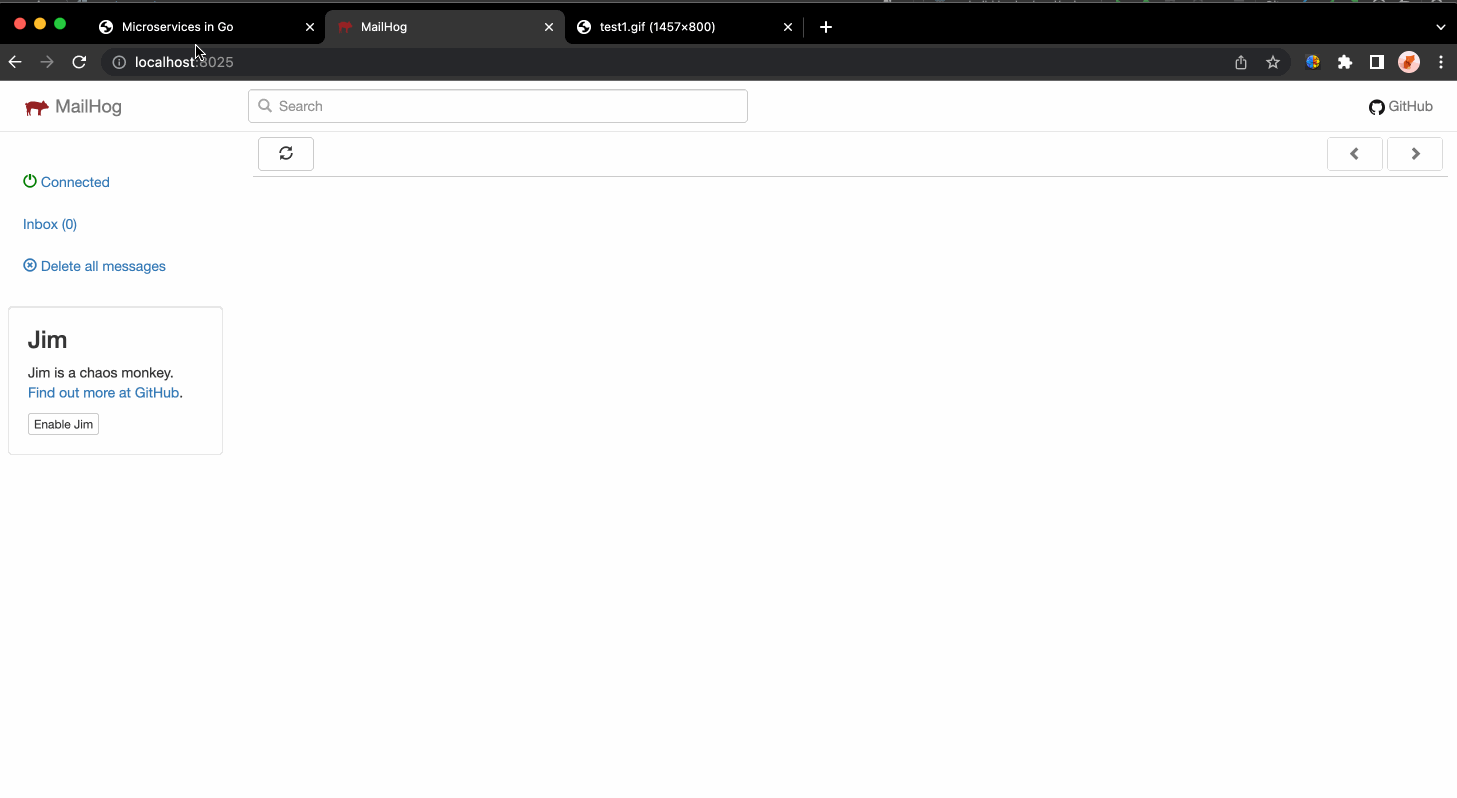 Microservices in Go
MailHog
test1.gif (1457×800)
localhost:8025
MailHog
Search
GitHub
Connected
Inbox (0)
Delete all messages
Jim
Jim is a chaos monkey.
Find out more at GitHub.
Enable Jim